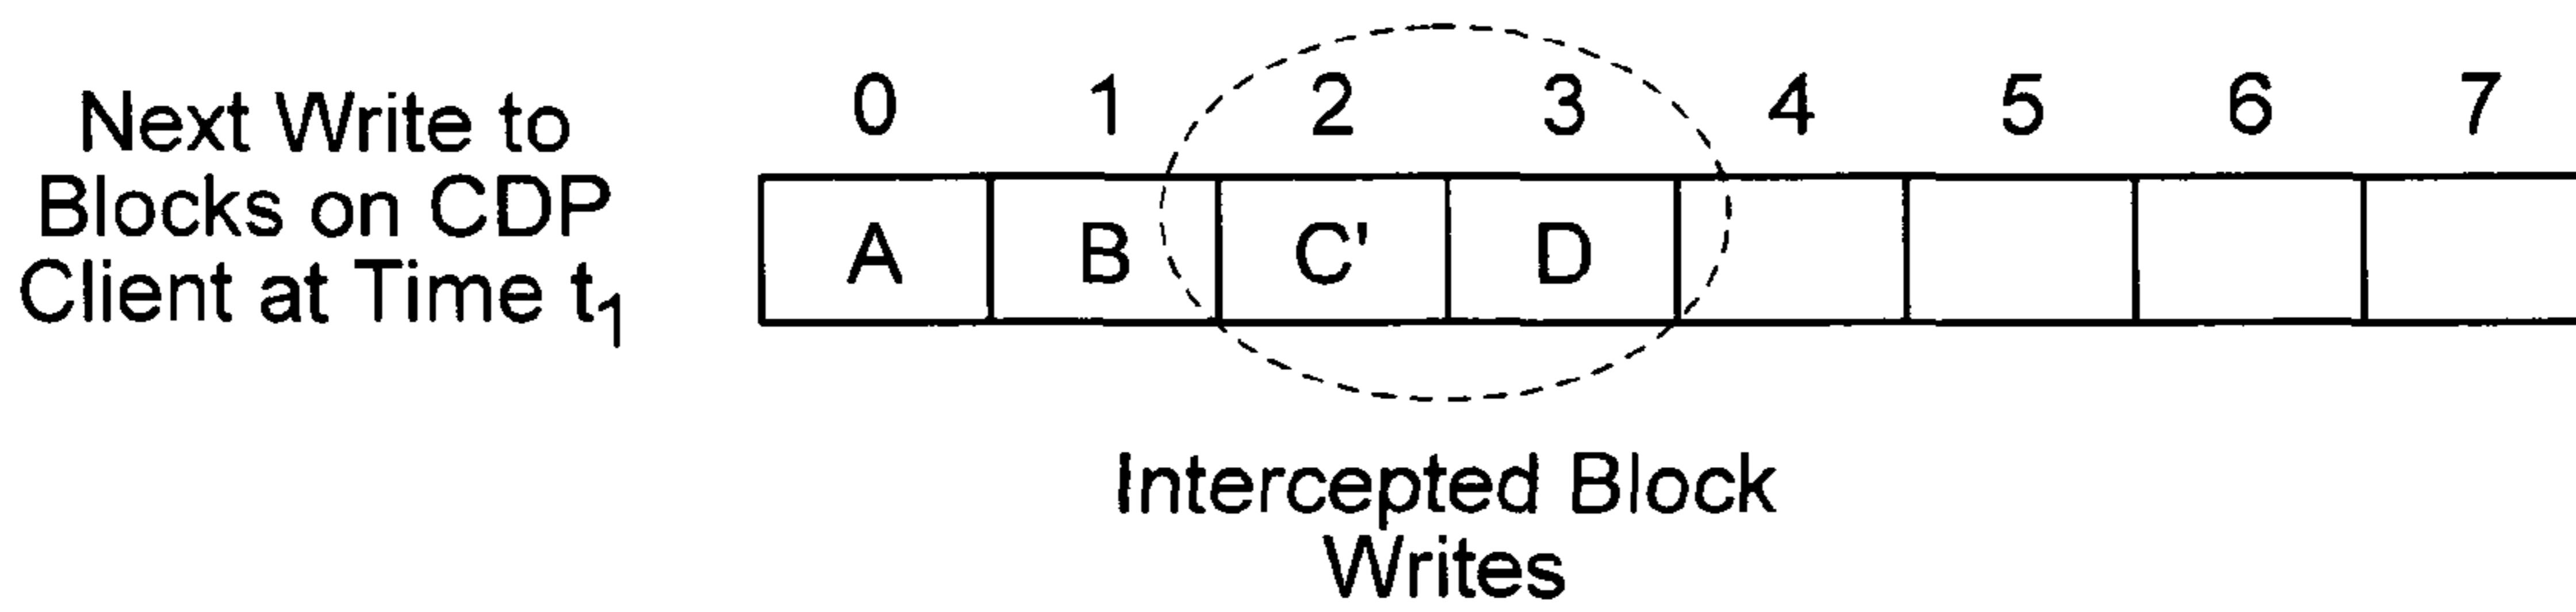 Next Write to
Blocks on CDP
Client at Time t₁
0 1 2 3 4 5 6 7
A B C' D
Intercepted Block
Writes